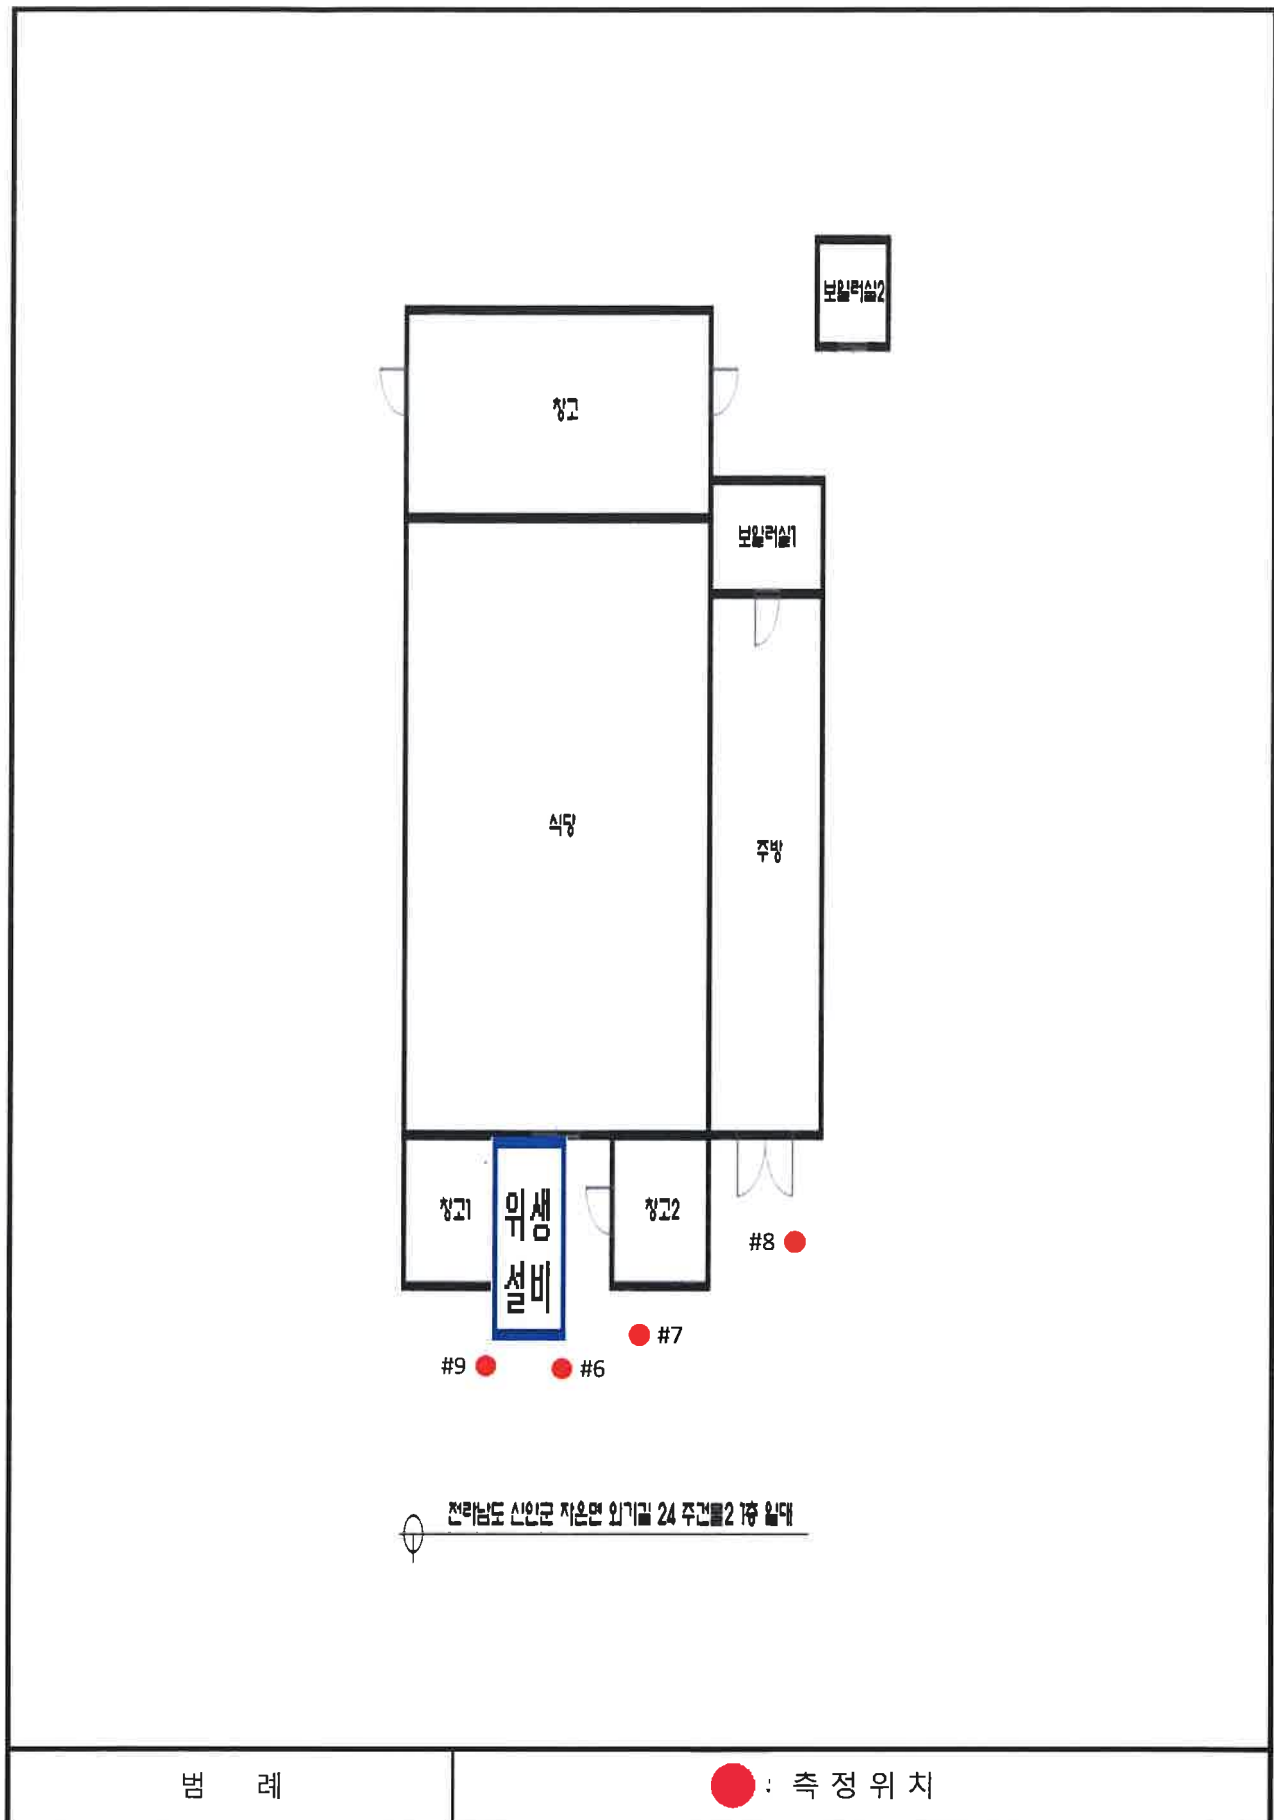 보일러실2
창고
보일러실1
식당
주방
창고1
위생
설비
창고2
#8
#7
#9
#6
전라남도 신안군 자은면 외기길 24 주건물2 1층 일대
범 례
: 측정위치